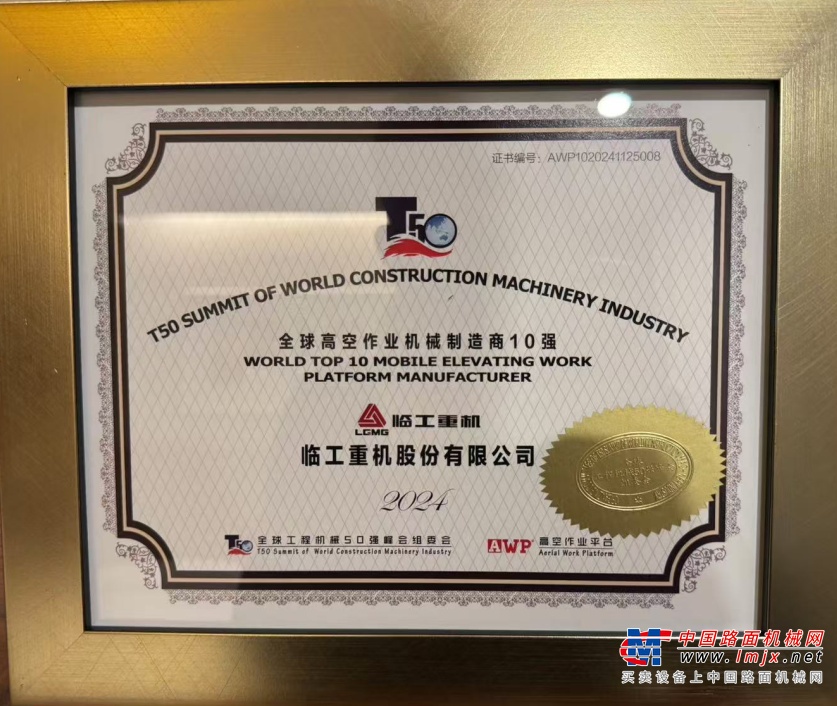 证书编号：AWP1020241125008
T50
T50 SUMMIT OF WORLD CONSTRUCTION MACHINERY INDUSTRY
全球高空作业机械制造商10强
WORLD TOP 10 MOBILE ELEVATING WORK
PLATFORM MANUFACTURER
LGMG 临工重机
临工重机股份有限公司
2024
T50 全球工程机械50强峰会组委会
T50 Summit of World Construction Machinery Industry
AWP 高空作业平台
Aerial Work Platform
中国路面机械网
www.lmjx.net
买卖设备上中国路面机械网